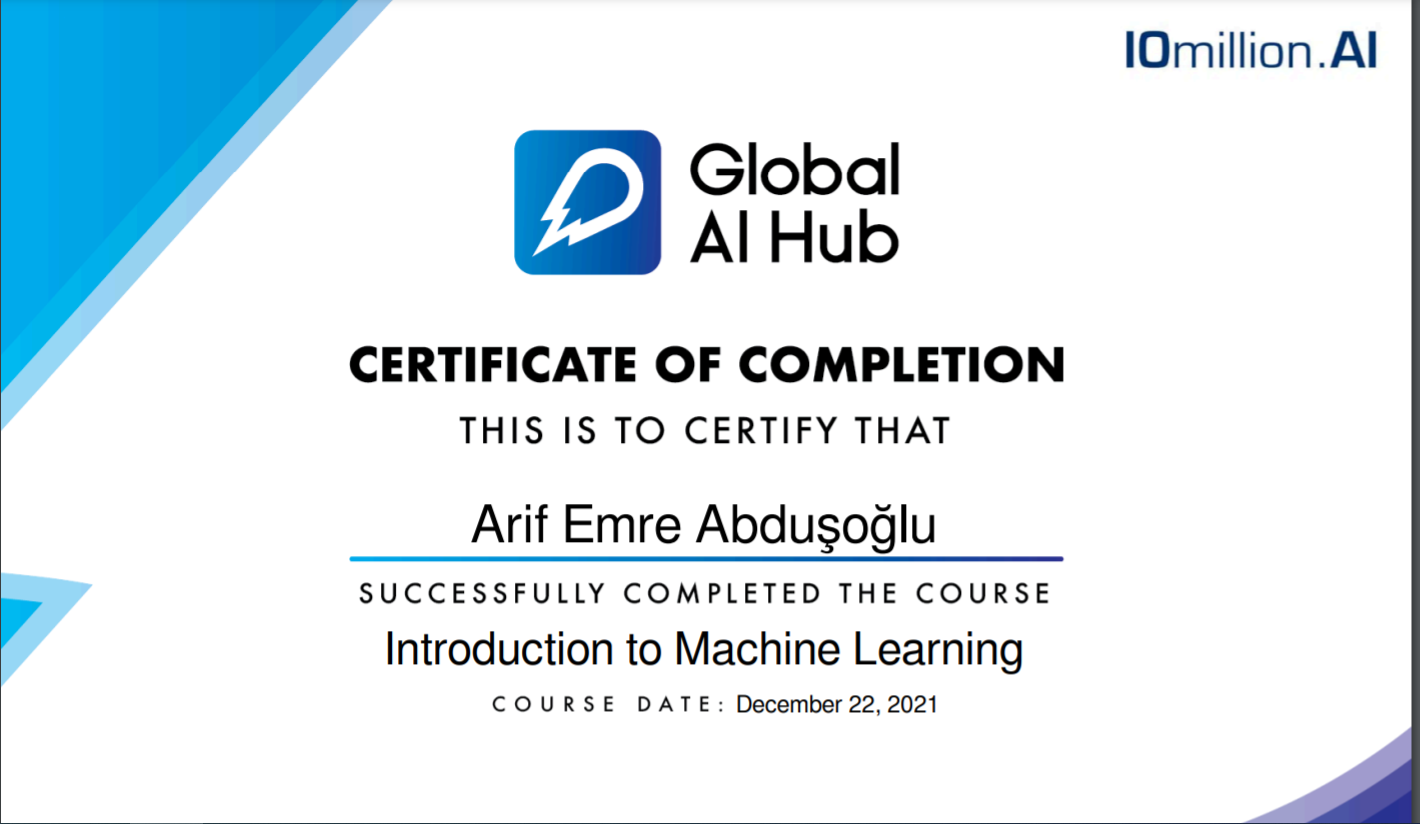 10million.AI
Global
AI Hub
CERTIFICATE OF COMPLETION
THIS IS TO CERTIFY THAT
Arif Emre Abduşoğlu
SUCCESSFULLY COMPLETED THE COURSE
Introduction to Machine Learning
COURSE DATE: December 22, 2021